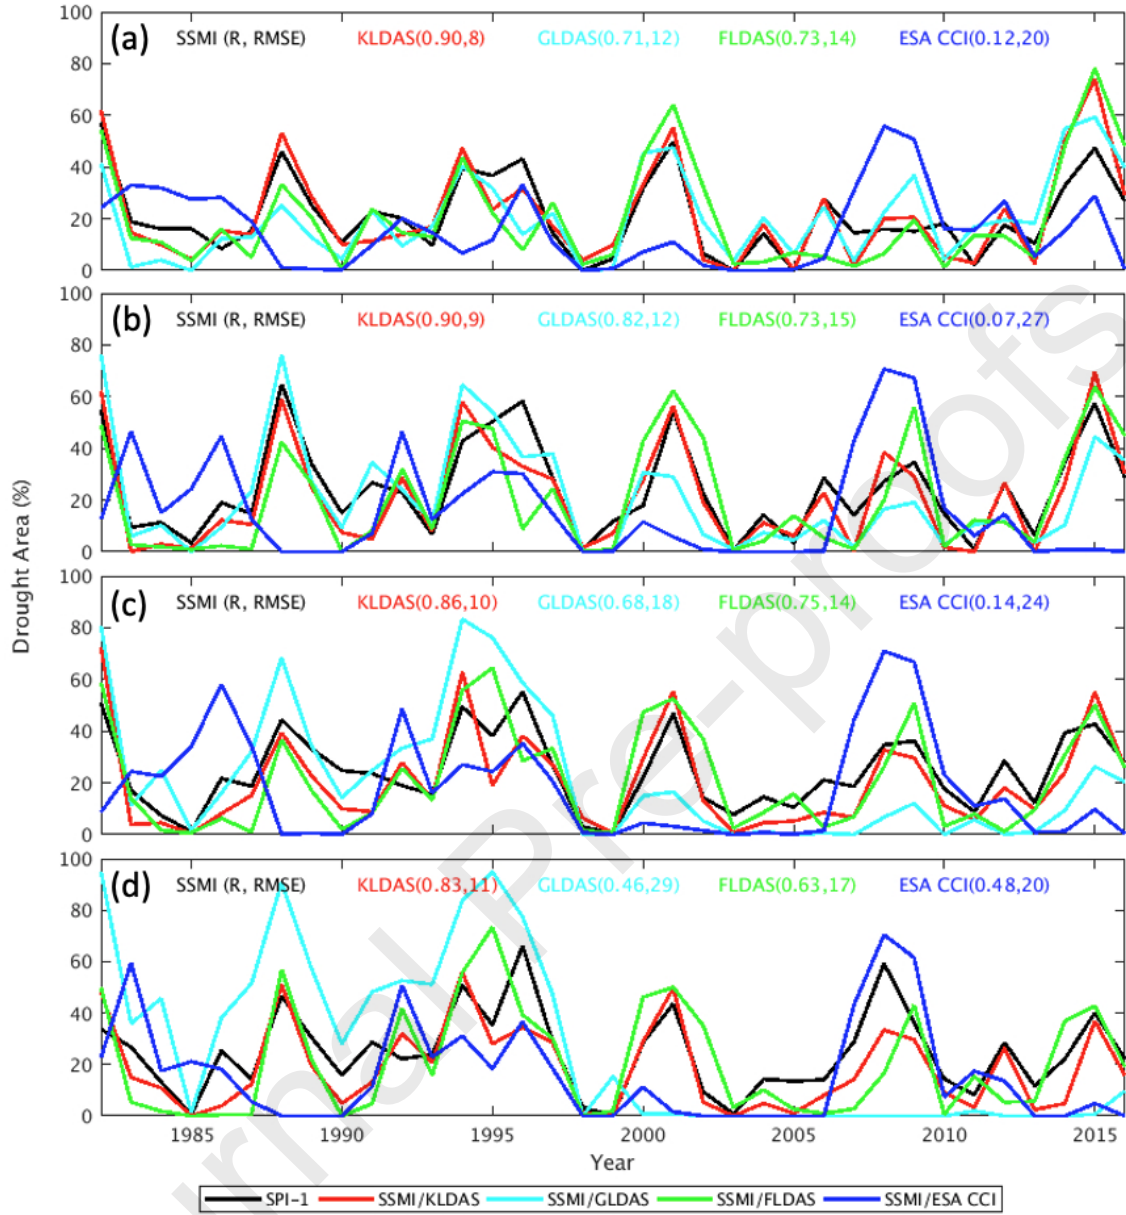 100
(a)
SSMI (R, RMSE) KLDAS(0.90,8) GLDAS(0.71,12) FLDAS(0.73,14) ESA CCI(0.12,20)
80
60
40
20
0
100
(b)
SSMI (R, RMSE) KLDAS(0.90,9) GLDAS(0.82,12) FLDAS(0.73,15) ESA CCI(0.07,27)
80
60
40
20
0
Drought Area (%)
100
(c)
SSMI (R, RMSE) KLDAS(0.86,10) GLDAS(0.68,18) FLDAS(0.75,14) ESA CCI(0.14,24)
80
60
40
20
0
100
(d)
SSMI (R, RMSE) KLDAS(0.83,11) GLDAS(0.46,29) FLDAS(0.63,17) ESA CCI(0.48,20)
80
60
40
20
0
1985 1990 1995 2000 2005 2010 2015
Year
SPI-1 SSMI/KLDAS SSMI/GLDAS SSMI/FLDAS SSMI/ESA CCI
rnal Pre-proofs